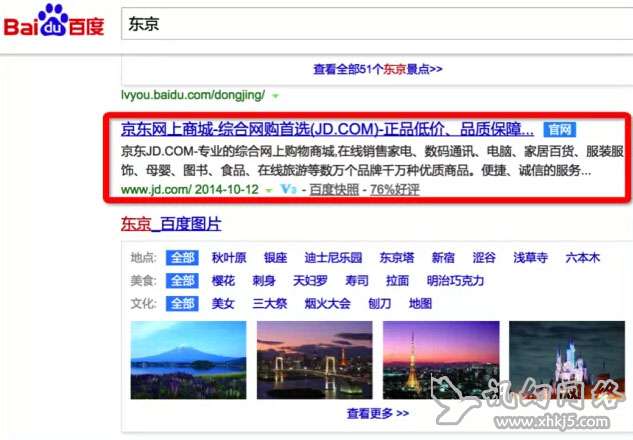 Bai du 百度
东京
查看全部51个东京景点>>
lvyou.baidu.com/dongjing/
京东网上商城-综合网购首选(JD.COM)-正品低价、品质保障... 官网
京东JD.COM-专业的综合网上购物商城,在线销售家电、数码通讯、电脑、家居百货、服装服
饰、母婴、图书、食品、在线旅游等数万个品牌千万种优质商品。便捷、诚信的服务...
www.jd.com/ 2014-10-12 V3 - 百度快照 - 76%好评
东京_百度图片
地点: 全部 秋叶原 银座 迪士尼乐园 东京塔 新宿 涩谷 浅草寺 六本木
美食: 全部 樱花 刺身 天妇罗 寿司 拉面 明治巧克力
文化: 全部 美女 三大祭 烟火大会 刨刀 地图
查看更多 >>
讯幻网络
www.xhkj5.com